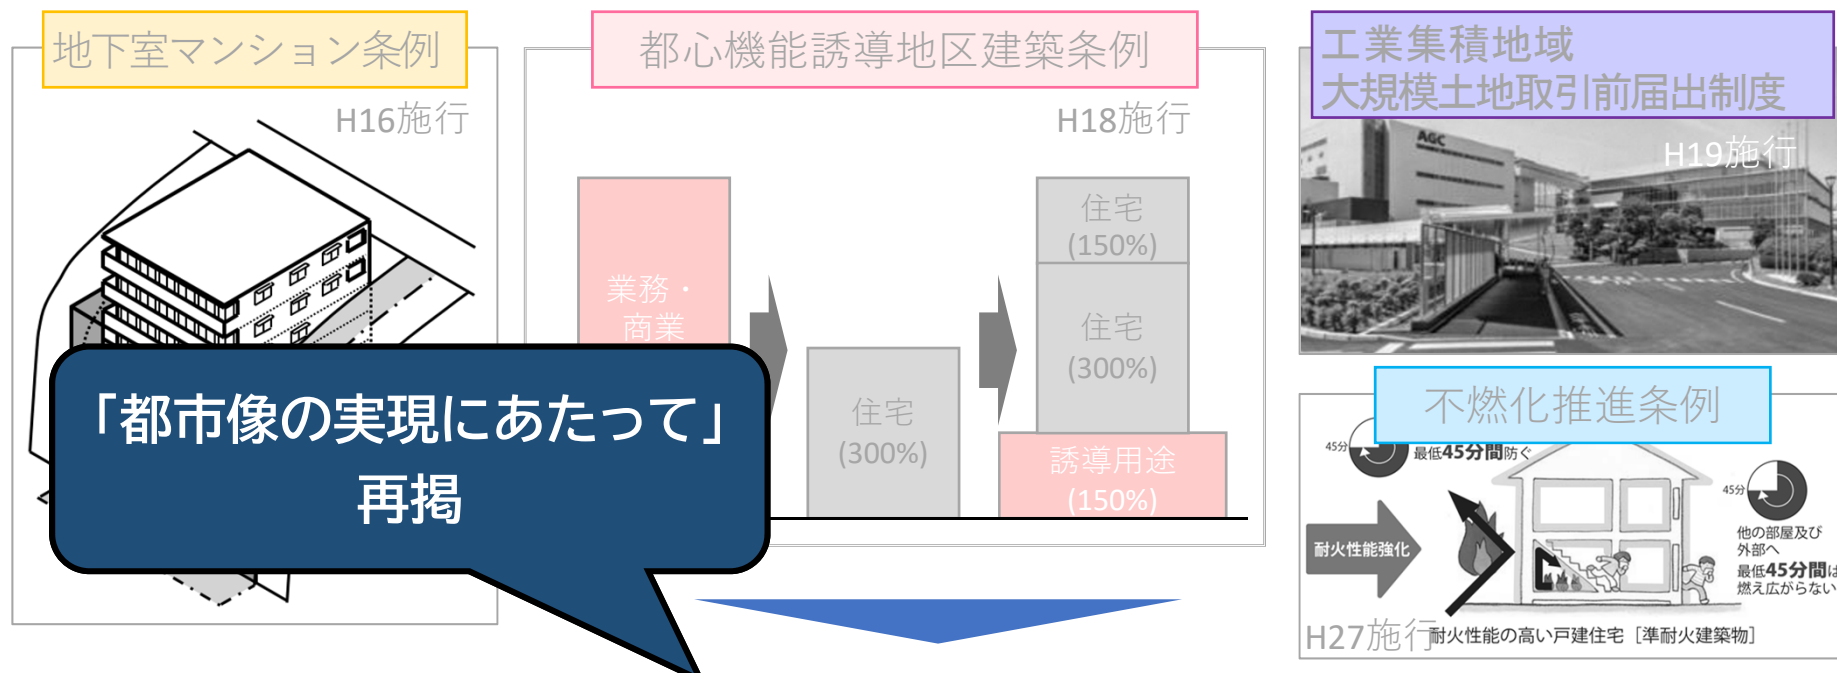 地下室マンション条例
H16施行
都心機能誘導地区建築条例
H18施行
業務・
商業
住宅
(300%)
住宅
(150%)
住宅
(300%)
誘導用途
(150%)
「都市像の実現にあたって」
再掲
工業集積地域
大規模土地取引前届出制度
H19施行
AGC
不燃化推進条例
45分
最低45分間防ぐ
耐火性能強化
45分
他の部屋及び
外部へ
最低45分間は
燃え広がらない
H27施行
耐火性能の高い戸建住宅［準耐火建築物］